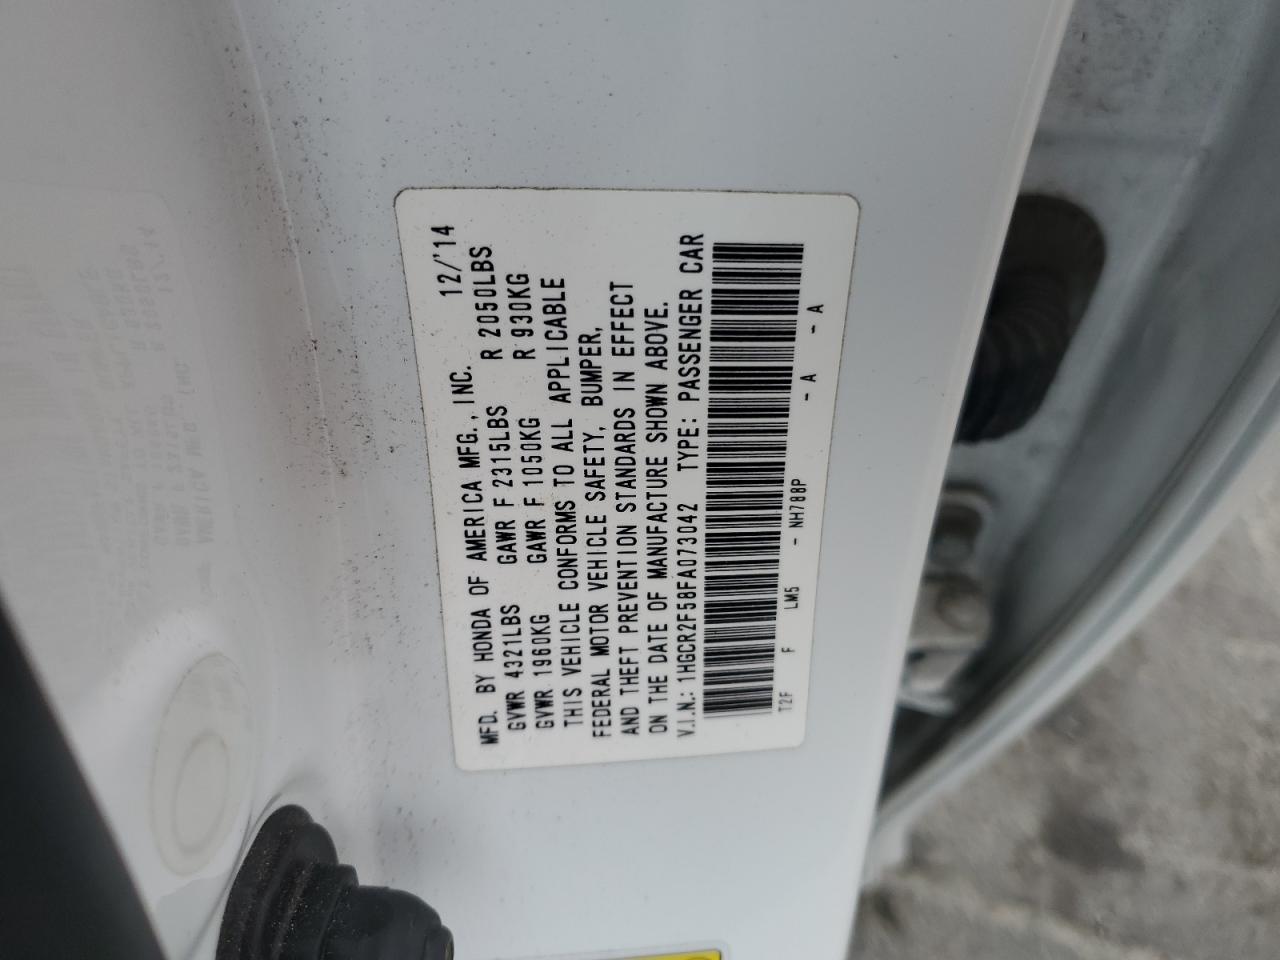 MFD. BY HONDA OF AMERICA MFG., INC. 12/'14
GVWR 4321LBS GAWR F 2315LBS R 2050LBS
GVWR 1960KG GAWR F 1050KG R 930KG
THIS VEHICLE CONFORMS TO ALL APPLICABLE
FEDERAL MOTOR VEHICLE SAFETY, BUMPER,
AND THEFT PREVENTION STANDARDS IN EFFECT
ON THE DATE OF MANUFACTURE SHOWN ABOVE.
V.I.N.: 1HGCR2F58FA073042 TYPE: PASSENGER CAR
T2F F LM5 - NH788P - A - A